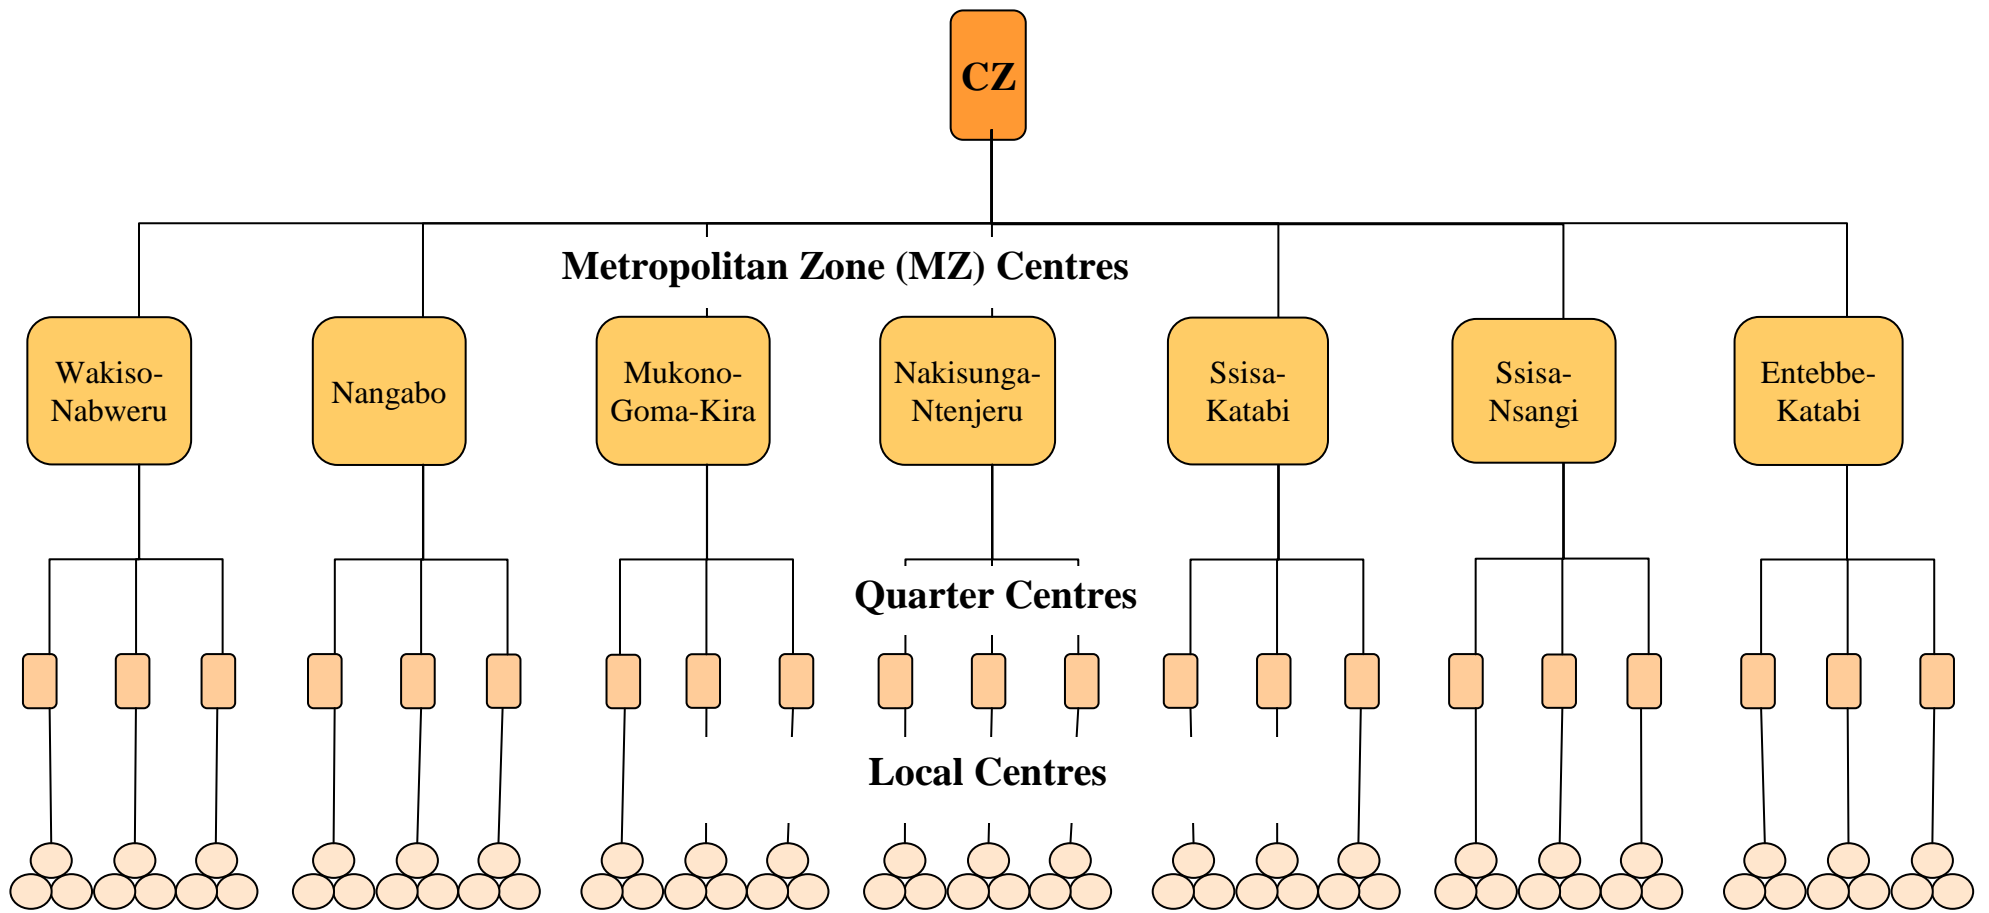 CZ
Metropolitan Zone (MZ) Centres
Wakiso-
Nabweru
Nangabo
Mukono-
Goma-Kira
Nakisunga-
Ntenjeru
Ssisa-
Katabi
Ssisa-
Nsangi
Entebbe-
Katabi
Quarter Centres
Local Centres